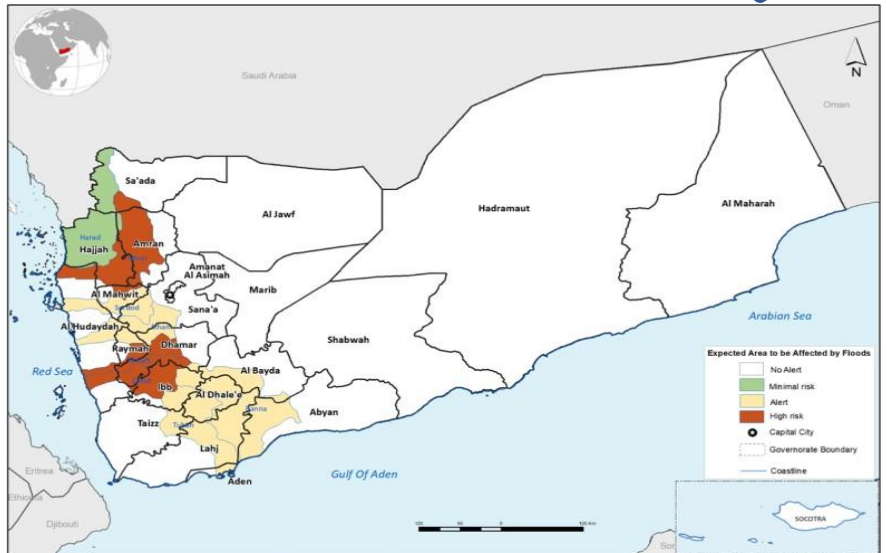 Saudi Arabia
N
Oman
Sa'ada
Al Jawf
Hadramaut
Al Maharah
Harad
Hajjah
Amran
Amanat
Al Asimah
Marib
Al Mahwit
Sana'a
Arabian Sea
Shabwah
Al Hudaydah
Raymah
Dhamar
Red Sea
Al Bayda
Ibb
Al Dhale'e
Abyan
Taizz
Lahj
Gulf Of Aden
Aden
Eritrea
Ethiopia
Djibouti
Expected Area to be Affected by Floods
No Alert
Minimal risk
Alert
High risk
Capital City
Governorate Boundary
Coastline
SOCOTRA